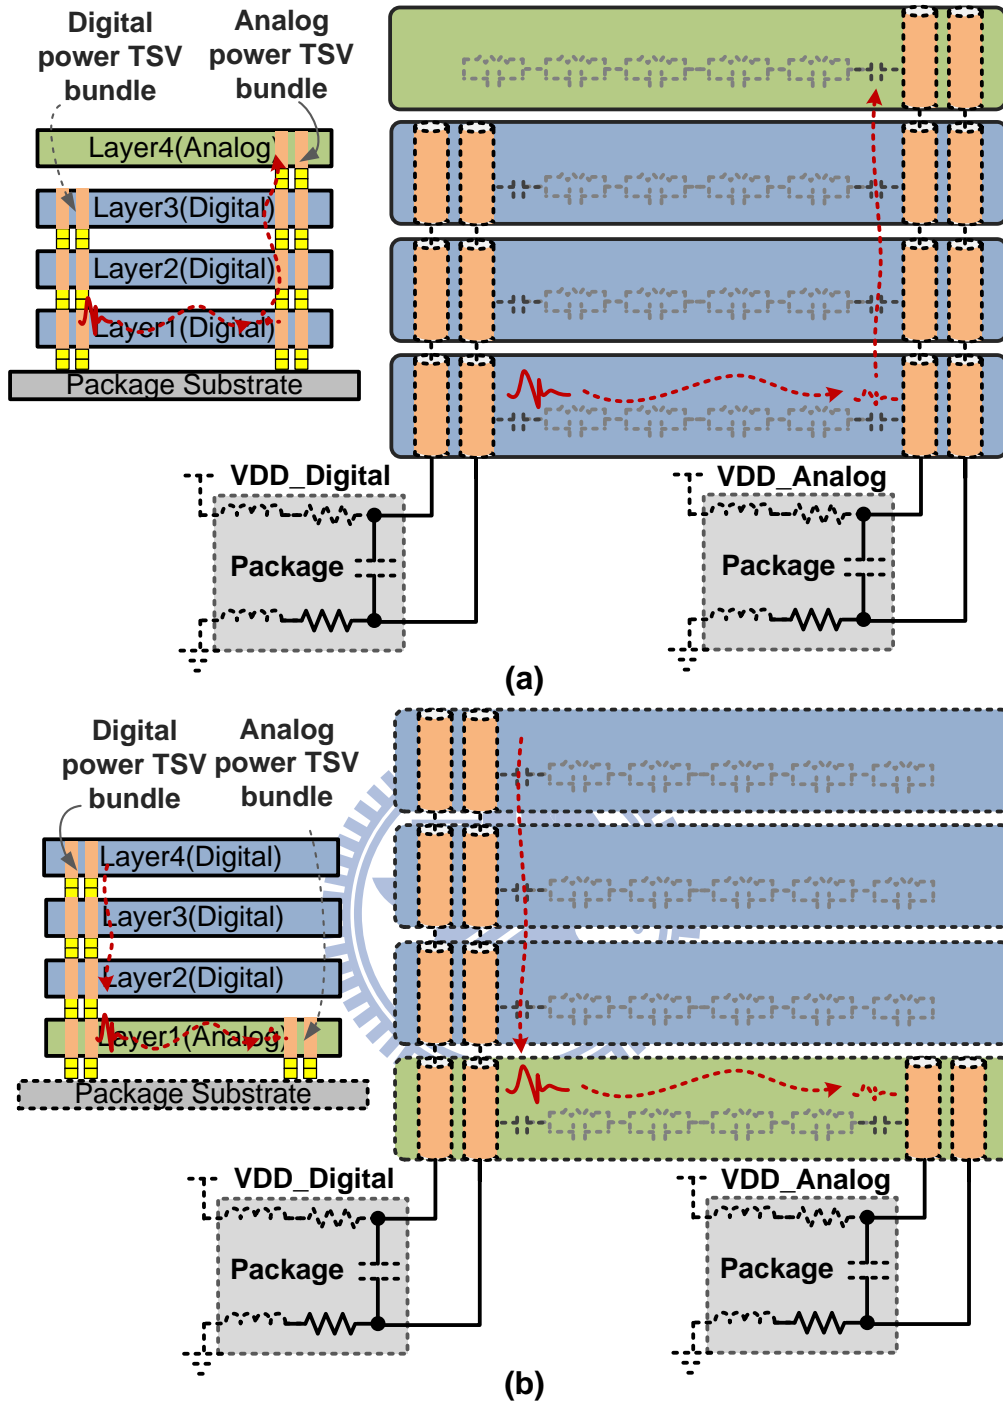 Digital
power TSV
bundle
Analog
power TSV
bundle
Layer4(Analog)
Layer3(Digital)
Layer2(Digital)
Layer1(Digital)
Package Substrate
VDD_Digital
Package
VDD_Analog
Package
(a)
Digital
power TSV
bundle
Analog
power TSV
bundle
Layer4(Digital)
Layer3(Digital)
Layer2(Digital)
Layer1(Analog)
Package Substrate
VDD_Digital
Package
VDD_Analog
Package
(b)